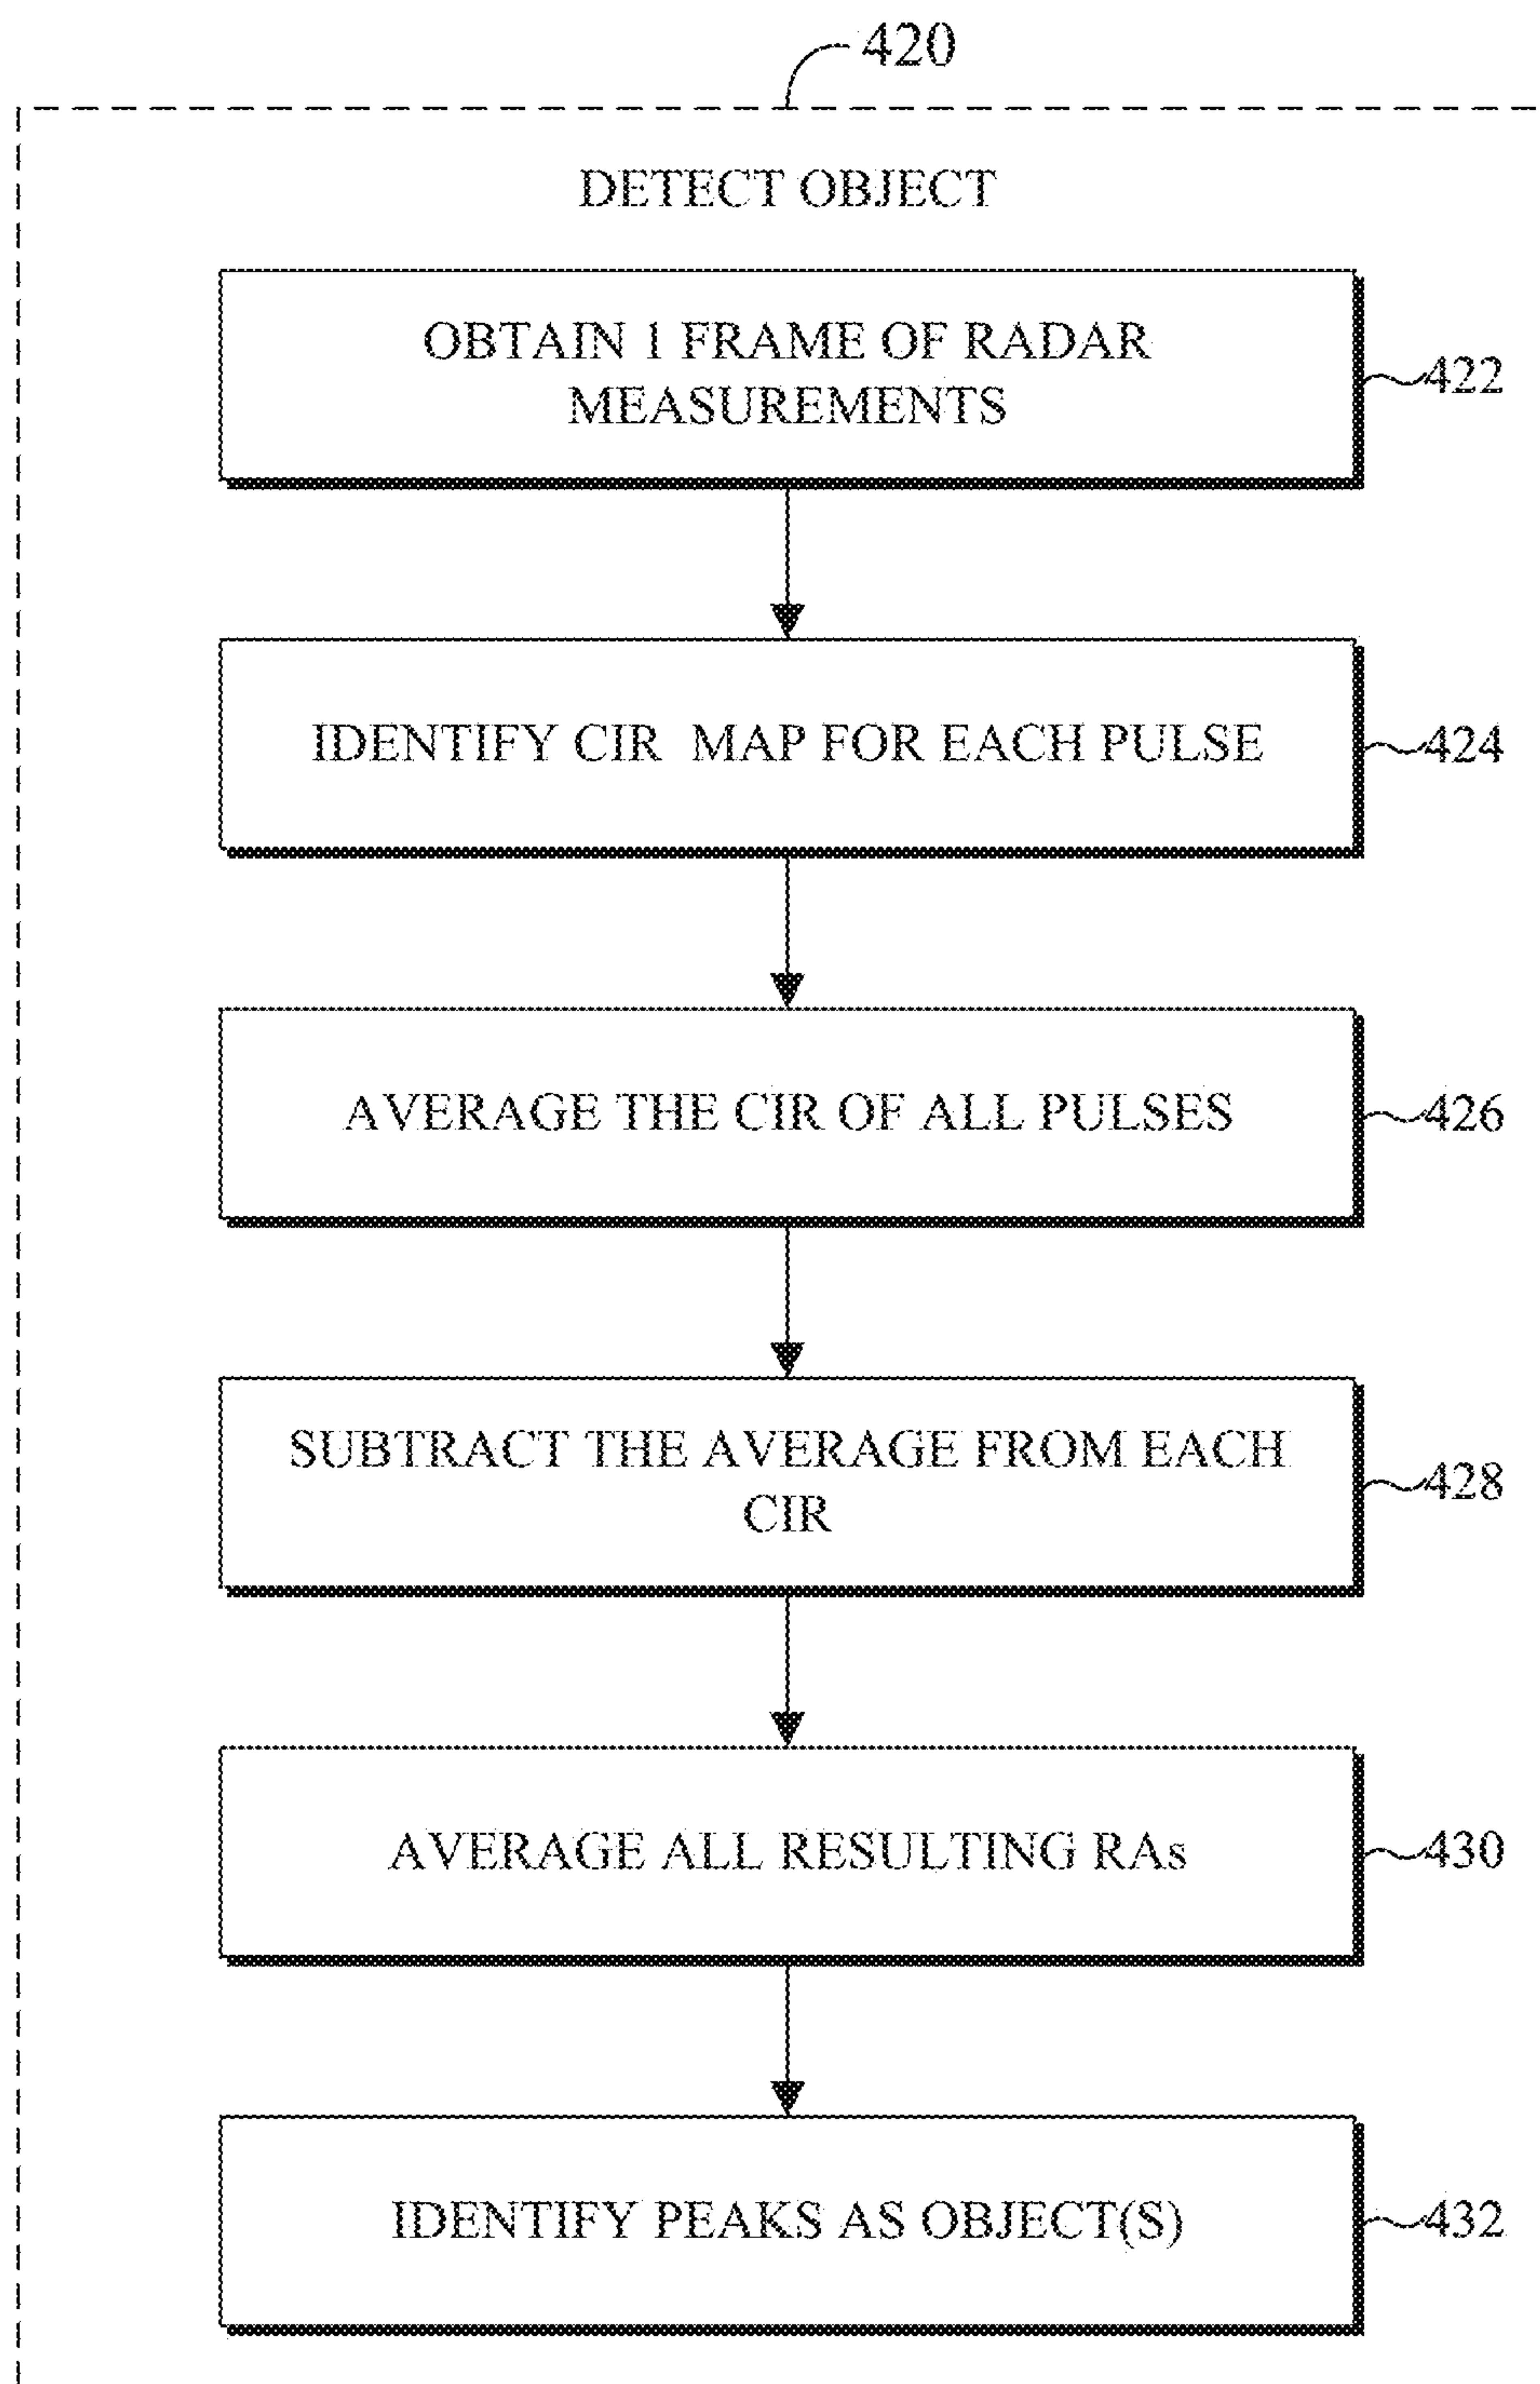 420
DETECT OBJECT
OBTAIN 1 FRAME OF RADAR
MEASUREMENTS
422
IDENTIFY CIR MAP FOR EACH PULSE
424
AVERAGE THE CIR OF ALL PULSES
426
SUBTRACT THE AVERAGE FROM EACH
CIR
428
AVERAGE ALL RESULTING RAs
430
IDENTIFY PEAKS AS OBJECT(S)
432